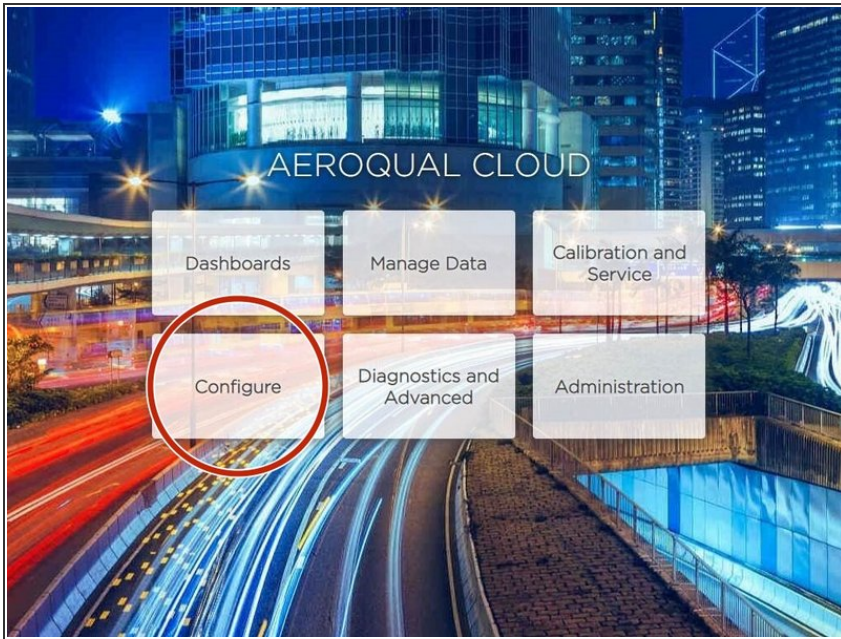 AEROQUAL CLOUD
Dashboards
Manage Data
Calibration and
Service
Configure
Diagnostics and
Advanced
Administration